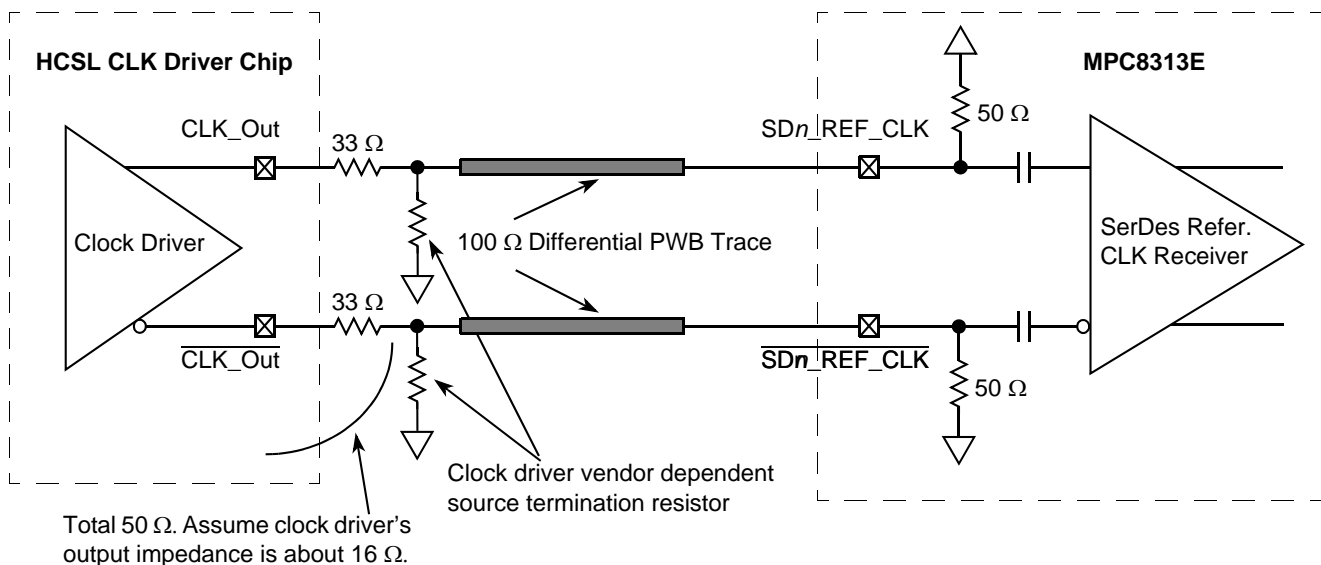 HCSL CLK Driver Chip
MPC8313E
CLK_Out
33 Ω
SDn_REF_CLK
50 Ω
Clock Driver
100 Ω Differential PWB Trace
SerDes Refer.
CLK Receiver
33 Ω
CLK_Out
SDn_REF_CLK
50 Ω
Clock driver vendor dependent
source termination resistor
Total 50 Ω. Assume clock driver's
output impedance is about 16 Ω.